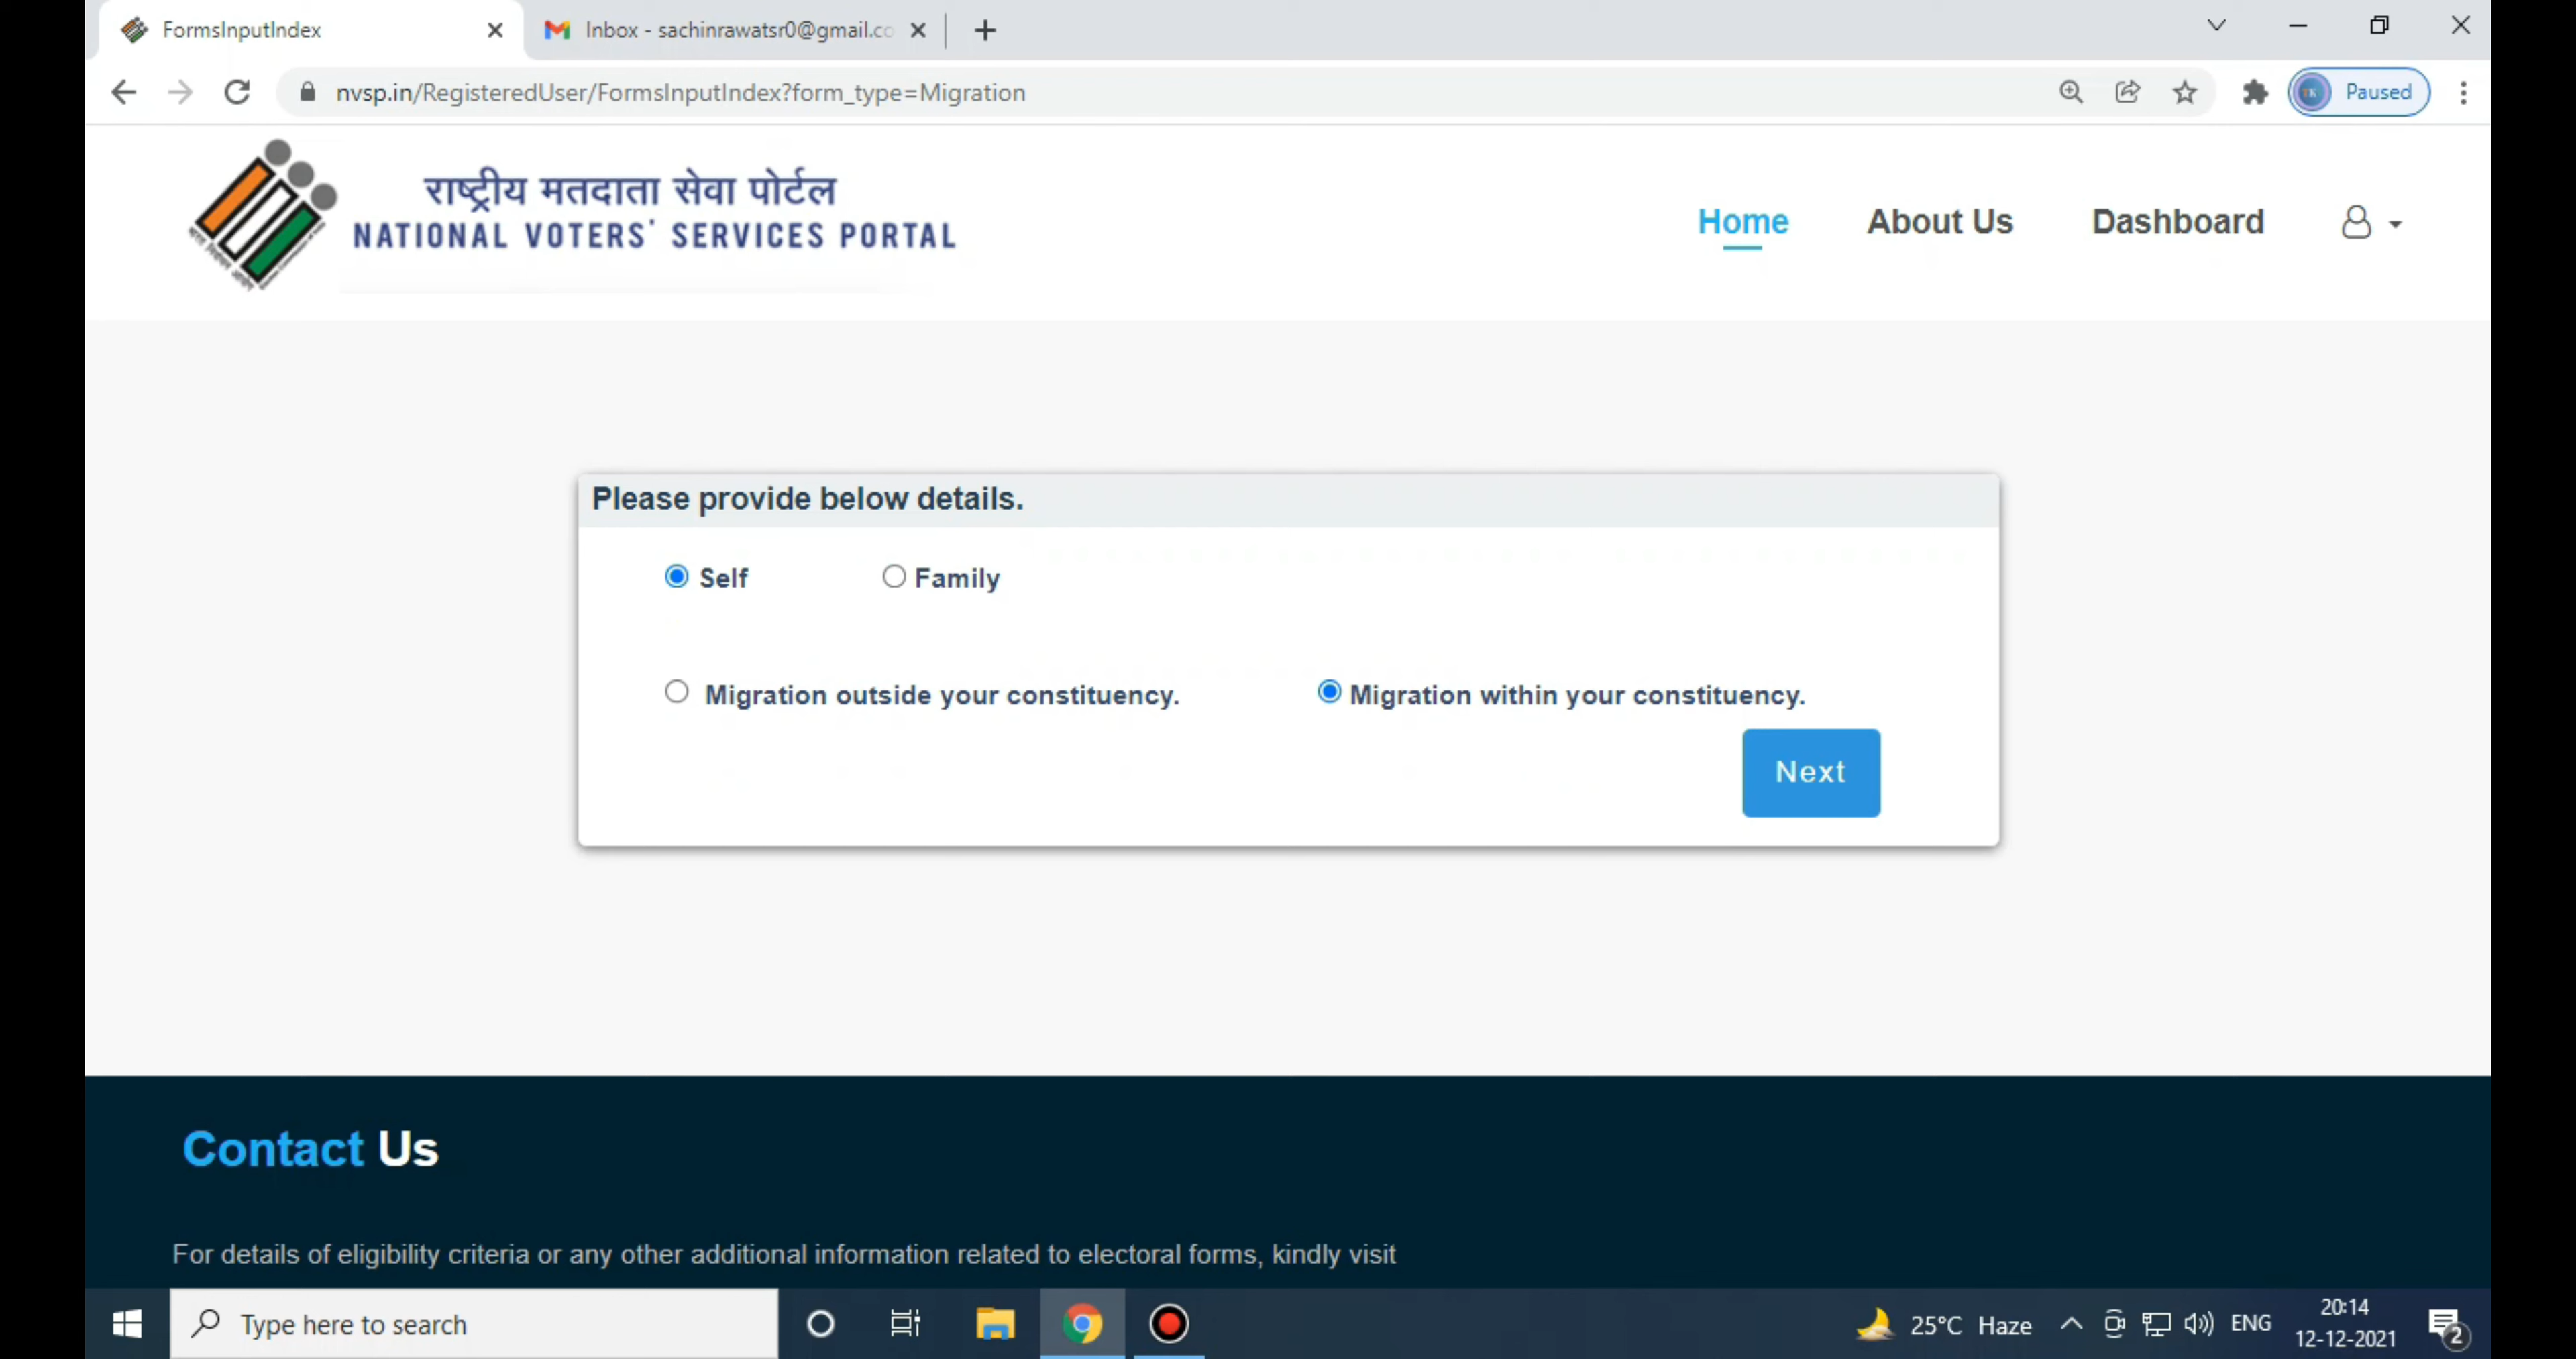 FormsInputIndex
Inbox - sachinrawatsr0@gmail.co
nvsp.in/RegisteredUser/FormsInputIndex?form_type=Migration
Paused
राष्ट्रीय मतदाता सेवा पोर्टल
NATIONAL VOTERS' SERVICES PORTAL
Home
About Us
Dashboard
Please provide below details.
Self
Family
Migration outside your constituency.
Migration within your constituency.
Next
Contact Us
For details of eligibility criteria or any other additional information related to electoral forms, kindly visit
Type here to search
25°C Haze
ENG
20:14
12-12-2021
2